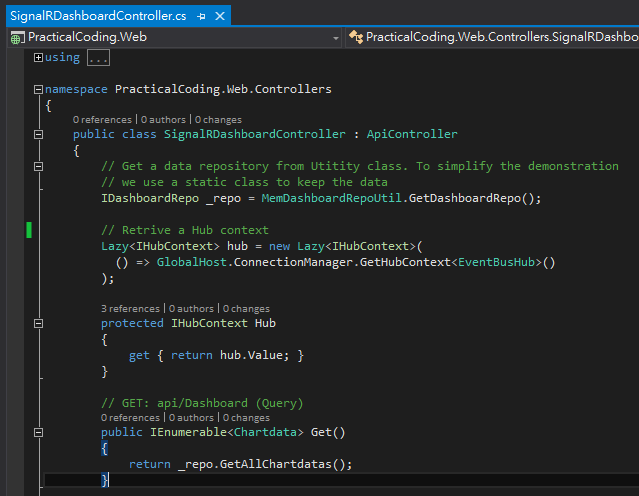 SignalRDashboardController.cs
PracticalCoding.Web PracticalCoding.Web.Controllers.SignalRDashbo
using ...
namespace PracticalCoding.Web.Controllers
{
0 references | 0 authors | 0 changes
public class SignalRDashboardController : ApiController
{
// Get a data repository from Utitity class. To simplify the demonstration
// we use a static class to keep the data
IDashboardRepo _repo = MemDashboardRepoUtil.GetDashboardRepo();
// Retrive a Hub context
Lazy<IHubContext> hub = new Lazy<IHubContext>(
() => GlobalHost.ConnectionManager.GetHubContext<EventBusHub>()
);
3 references | 0 authors | 0 changes
protected IHubContext Hub
{
get { return hub.Value; }
}
// GET: api/Dashboard (Query)
0 references | 0 authors | 0 changes
public IEnumerable<Chartdata> Get()
{
return _repo.GetAllChartdatas();
}